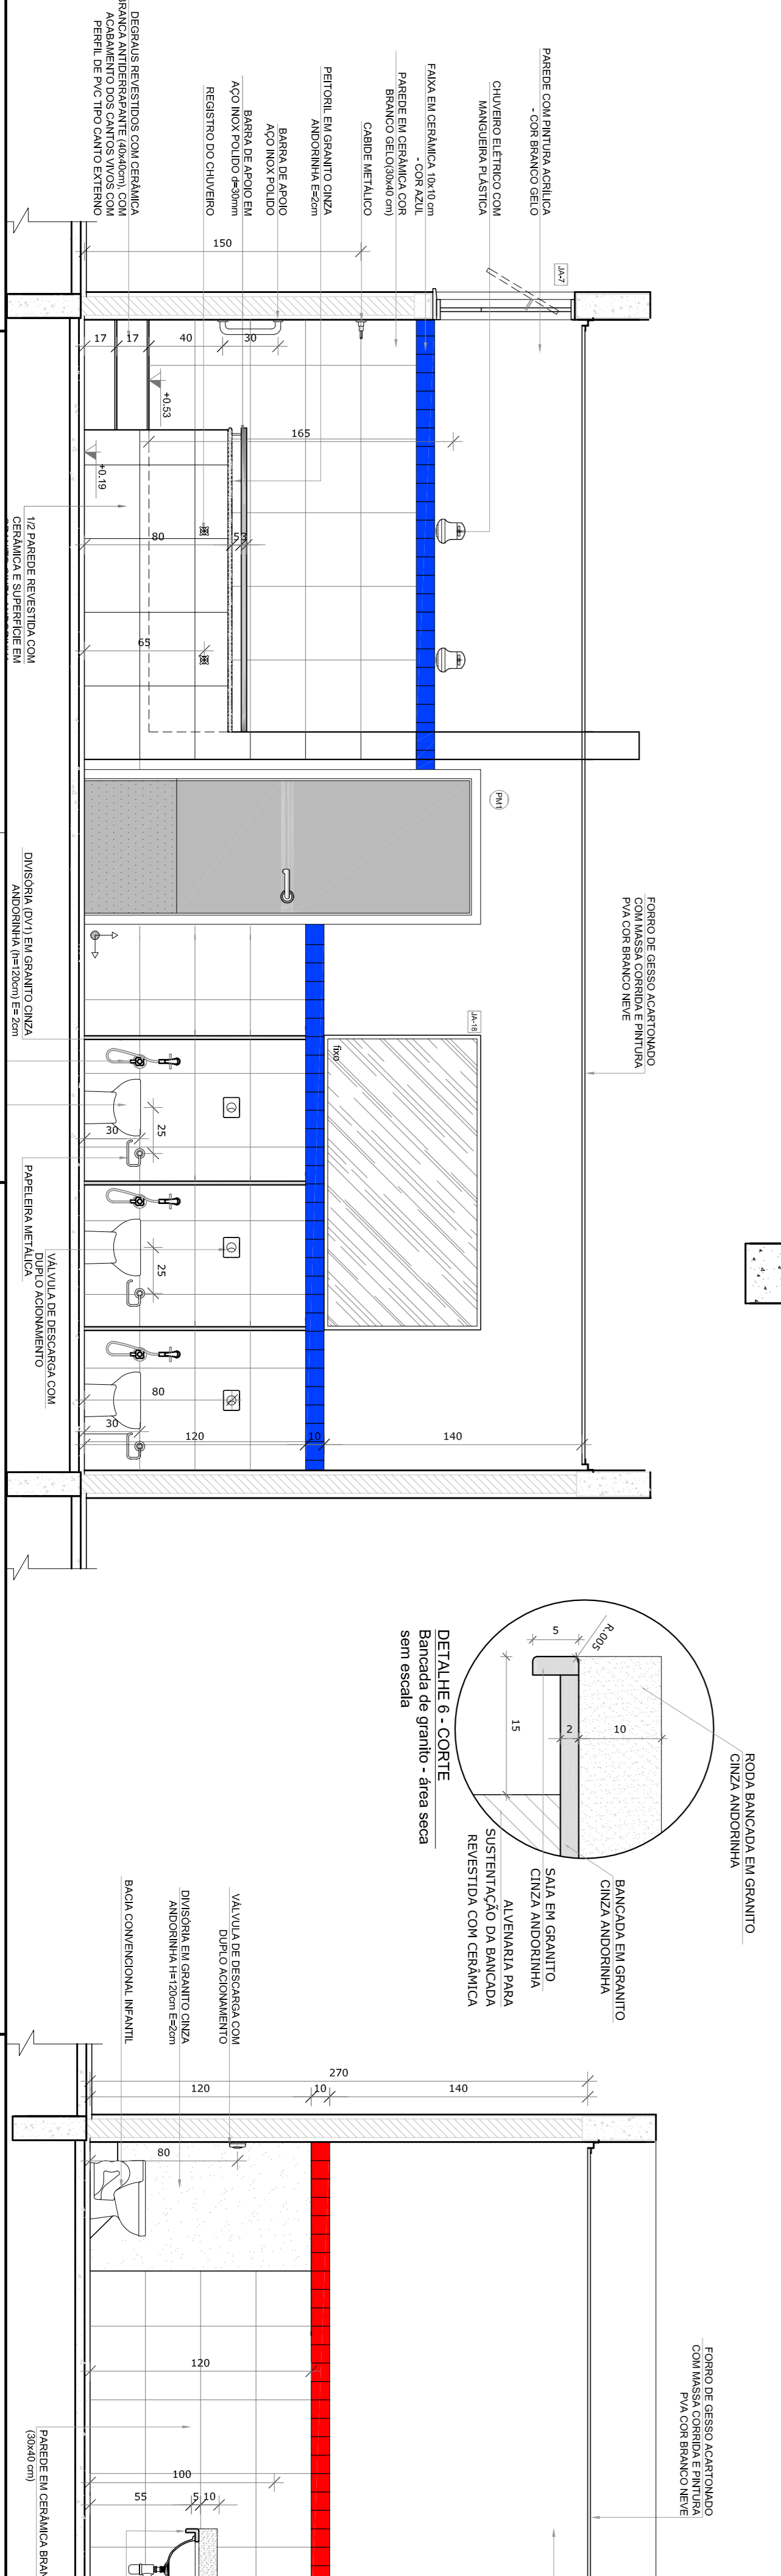 PAREDE COM PINTURA ACRÍLICA
- COR BRANCO GELO
CHUVEIRO ELÉTRICO COM
MANGUEIRA PLÁSTICA
FAIXA EM CERÂMICA 10x10 cm
- COR AZUL
PAREDE EM CERÂMICA COR
BRANCO GELO(30x40 cm)
CABIDE METÁLICO
PEITORIL EM GRANITO CINZA
ANDORINHA E=2cm
BARRA DE APOIO
AÇO INOX POLIDO
BARRA DE APOIO EM
AÇO INOX POLIDO d=30mm
REGISTRO DO CHUVEIRO
DEGRAUS REVESTIDOS COM CERÂMICA
BRANCA ANTIDERRAPANTE (40x40cm), COM
ACABAMENTO DOS CANTOS VIVOS COM
PERFIL DE PVC TIPO CANTO EXTERNO
150
JA-7
17
17
40
30
+0.53
+0.19
165
80
53
65
1/2 PAREDE REVESTIDA COM
CERÂMICA E SUPERFÍCIE EM
PM1
FORRO DE GESSO ACARTONADO
COM MASSA CORRIDA E PINTURA
PVA COR BRANCO NEVE
DIVISÓRIA (DV1) EM GRANITO CINZA
ANDORINHA (h=120cm) E= 2cm
JA-18
fixo
30
25
25
80
30
120
10
140
PAPELEIRA METÁLICA
VÁLVULA DE DESCARGA COM
DUPLO ACIONAMENTO
R.005
5
15
2
10
RODA BANCADA EM GRANITO
CINZA ANDORINHA
BANCADA EM GRANITO
CINZA ANDORINHA
SAIA EM GRANITO
CINZA ANDORINHA
ALVENARIA PARA
SUSTENTAÇÃO DA BANCADA
REVESTIDA COM CERÂMICA
DETALHE 6 - CORTE
Bancada de granito - área seca
sem escala
VÁLVULA DE DESCARGA COM
DUPLO ACIONAMENTO
DIVISÓRIA EM GRANITO CINZA
ANDORINHA H=120cm E=2cm
BACIA CONVENCIONAL INFANTIL
270
120
10
140
80
120
100
55
5
10
FORRO DE GESSO ACARTONADO
COM MASSA CORRIDA E PINTURA
PVA COR BRANCO NEVE
PAREDE EM CERÂMICA BRAN
(30x40 cm)